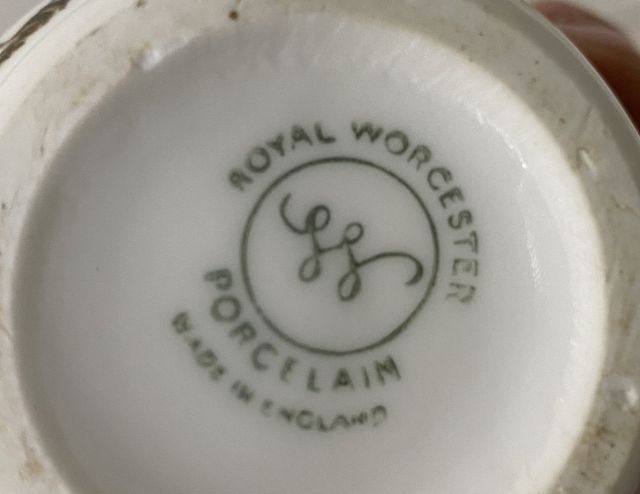 ROYAL WORCESTER
PORCELAIN
MADE IN ENGLAND